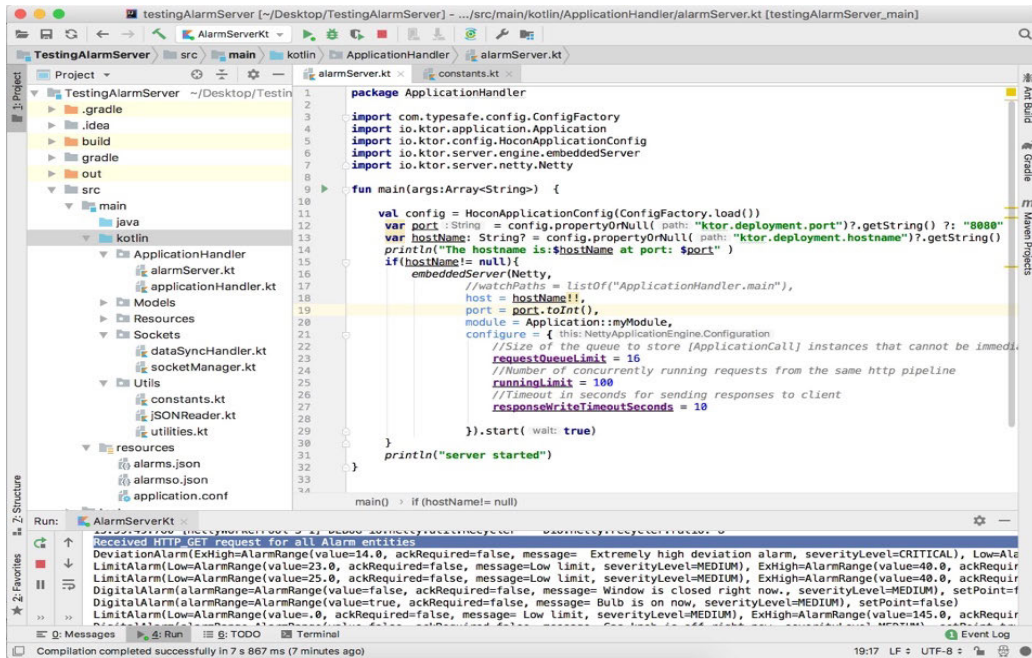 testingAlarmServer [~/Desktop/TestingAlarmServer] - .../src/main/kotlin/ApplicationHandler/alarmServer.kt [testingAlarmServer_main]
AlarmServerKt
TestingAlarmServer src main kotlin ApplicationHandler alarmServer.kt
Project
alarmServer.kt
constants.kt
1: Project
TestingAlarmServer ~/Desktop/Testin
.gradle
.idea
build
gradle
out
src
main
java
kotlin
ApplicationHandler
alarmServer.kt
applicationHandler.kt
Models
Resources
Sockets
dataSyncHandler.kt
socketManager.kt
Utils
constants.kt
jSONReader.kt
utilities.kt
resources
alarms.json
alarmso.json
application.conf
1 package ApplicationHandler
2
3 import com.typesafe.config.ConfigFactory
4 import io.ktor.application.Application
5 import io.ktor.config.HoconApplicationConfig
6 import io.ktor.server.engine.embeddedServer
7 import io.ktor.server.netty.Netty
8
9 fun main(args:Array<String>) {
10
11 val config = HoconApplicationConfig(ConfigFactory.load())
12 var port : String = config.propertyOrNull( path: "ktor.deployment.port")?.getString() ?: "8080"
13 var hostName: String? = config.propertyOrNull( path: "ktor.deployment.hostname")?.getString()
14 println("The hostname is:$hostName at port: $port" )
15 if(hostName!= null){
16 embeddedServer(Netty,
17 //watchPaths = listOf("ApplicationHandler.main"),
18 host = hostName!!,
19 port = port.toInt(),
20 module = Application::myModule,
21 configure = { this: NettyApplicationEngine.Configuration
22 //Size of the queue to store [ApplicationCall] instances that cannot be immedi
23 requestQueueLimit = 16
24 //Number of concurrently running requests from the same http pipeline
25 runningLimit = 100
26 //Timeout in seconds for sending responses to client
27 responseWriteTimeoutSeconds = 10
28
29 }).start( wait: true)
30 }
31 println("server started")
32 }
33
34
main() › if (hostName!= null)
Ant Build
Gradle
Maven Projects
Z: Structure
2: Favorites
Run: AlarmServerKt
Received HTTP_GET request for all Alarm entities
DeviationAlarm(ExHigh=AlarmRange(value=14.0, ackRequired=false, message= Extremely high deviation alarm, severityLevel=CRITICAL), Low=Ala
LimitAlarm(Low=AlarmRange(value=23.0, ackRequired=false, message=Low limit, severityLevel=MEDIUM), ExHigh=AlarmRange(value=40.0, ackRequir
LimitAlarm(Low=AlarmRange(value=25.0, ackRequired=false, message=Low limit, severityLevel=MEDIUM), ExHigh=AlarmRange(value=40.0, ackRequir
DigitalAlarm(alarmRange=AlarmRange(value=false, ackRequired=false, message= Window is closed right now., severityLevel=MEDIUM), setPoint=f
DigitalAlarm(alarmRange=AlarmRange(value=true, ackRequired=false, message= Bulb is on now, severityLevel=MEDIUM), setPoint=false)
LimitAlarm(Low=AlarmRange(value=.0, ackRequired=false, message= Low limit, severityLevel=MEDIUM), ExHigh=AlarmRange(value=145.0, ackRequir
0: Messages 4: Run 6: TODO Terminal Event Log
Compilation completed successfully in 7 s 867 ms (7 minutes ago) 19:17 LF UTF-8